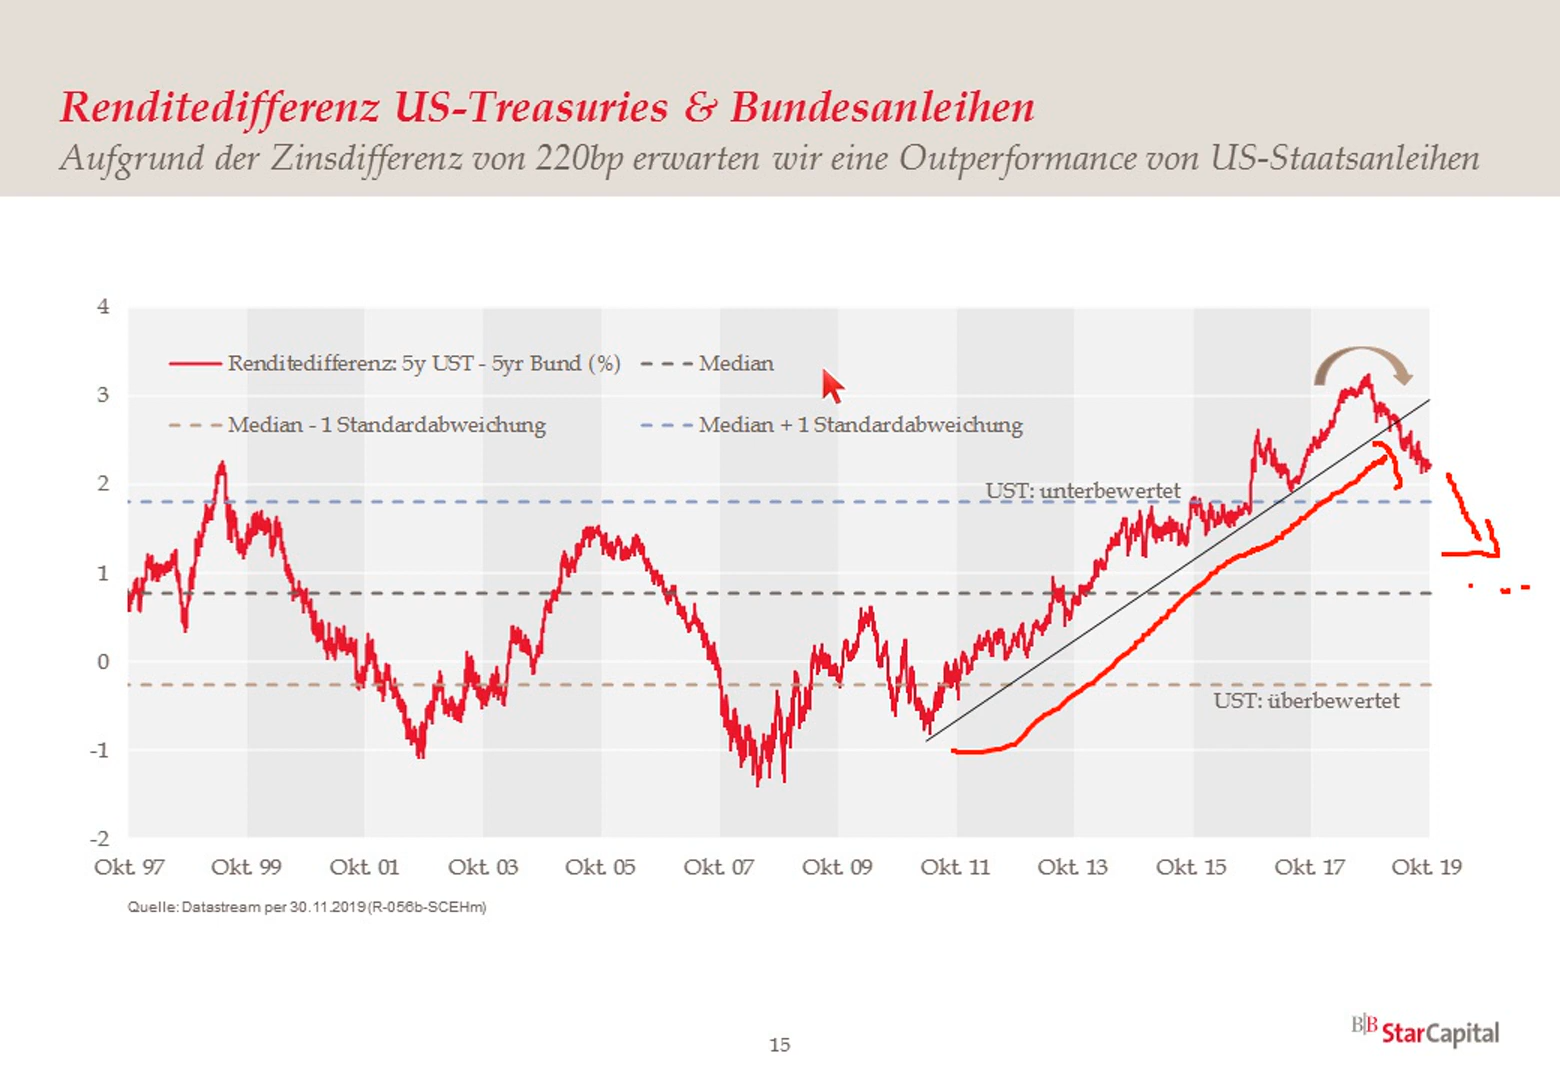 Renditedifferenz US-Treasuries & Bundesanleihen
Aufgrund der Zinsdifferenz von 220bp erwarten wir eine Outperformance von US-Staatsanleihen
4
Renditedifferenz: 5y UST - 5yr Bund (%)
Median
3
Median - 1 Standardabweichung
Median + 1 Standardabweichung
2
UST: unterbewertet
1
0
UST: überbewertet
-1
-2
Okt. 97 Okt. 99 Okt. 01 Okt. 03 Okt. 05 Okt. 07 Okt. 09 Okt. 11 Okt. 13 Okt. 15 Okt. 17 Okt. 19
Quelle: Datastream per 30.11.2019 (R-056b-SCEHm)
B|B StarCapital
15